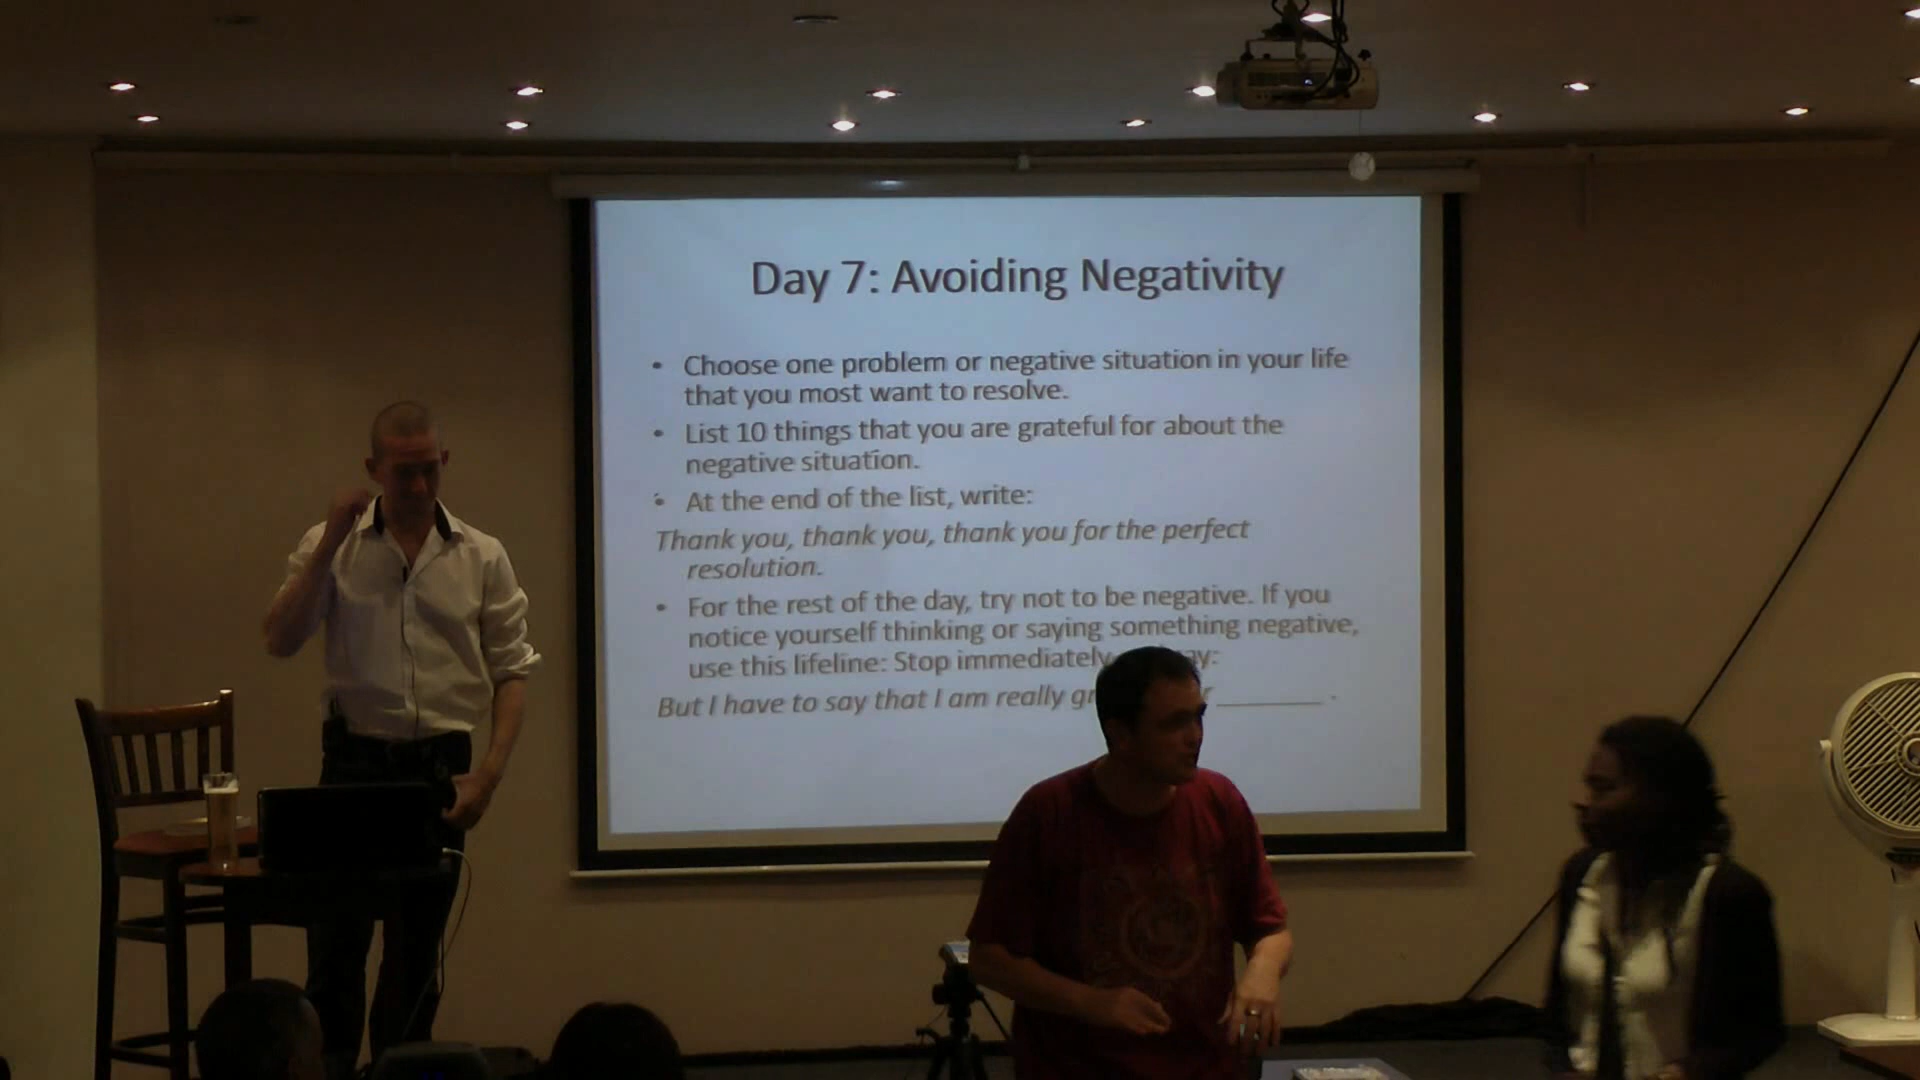 Day 7: Avoiding Negativity
• Choose one problem or negative situation in your life
that you most want to resolve.
• List 10 things that you are grateful for about the
negative situation.
• At the end of the list, write:
Thank you, thank you, thank you for the perfect
resolution.
• For the rest of the day, try not to be negative. If you
notice yourself thinking or saying something negative,
use this lifeline: Stop immediately
But I have to say that I am really ________ .